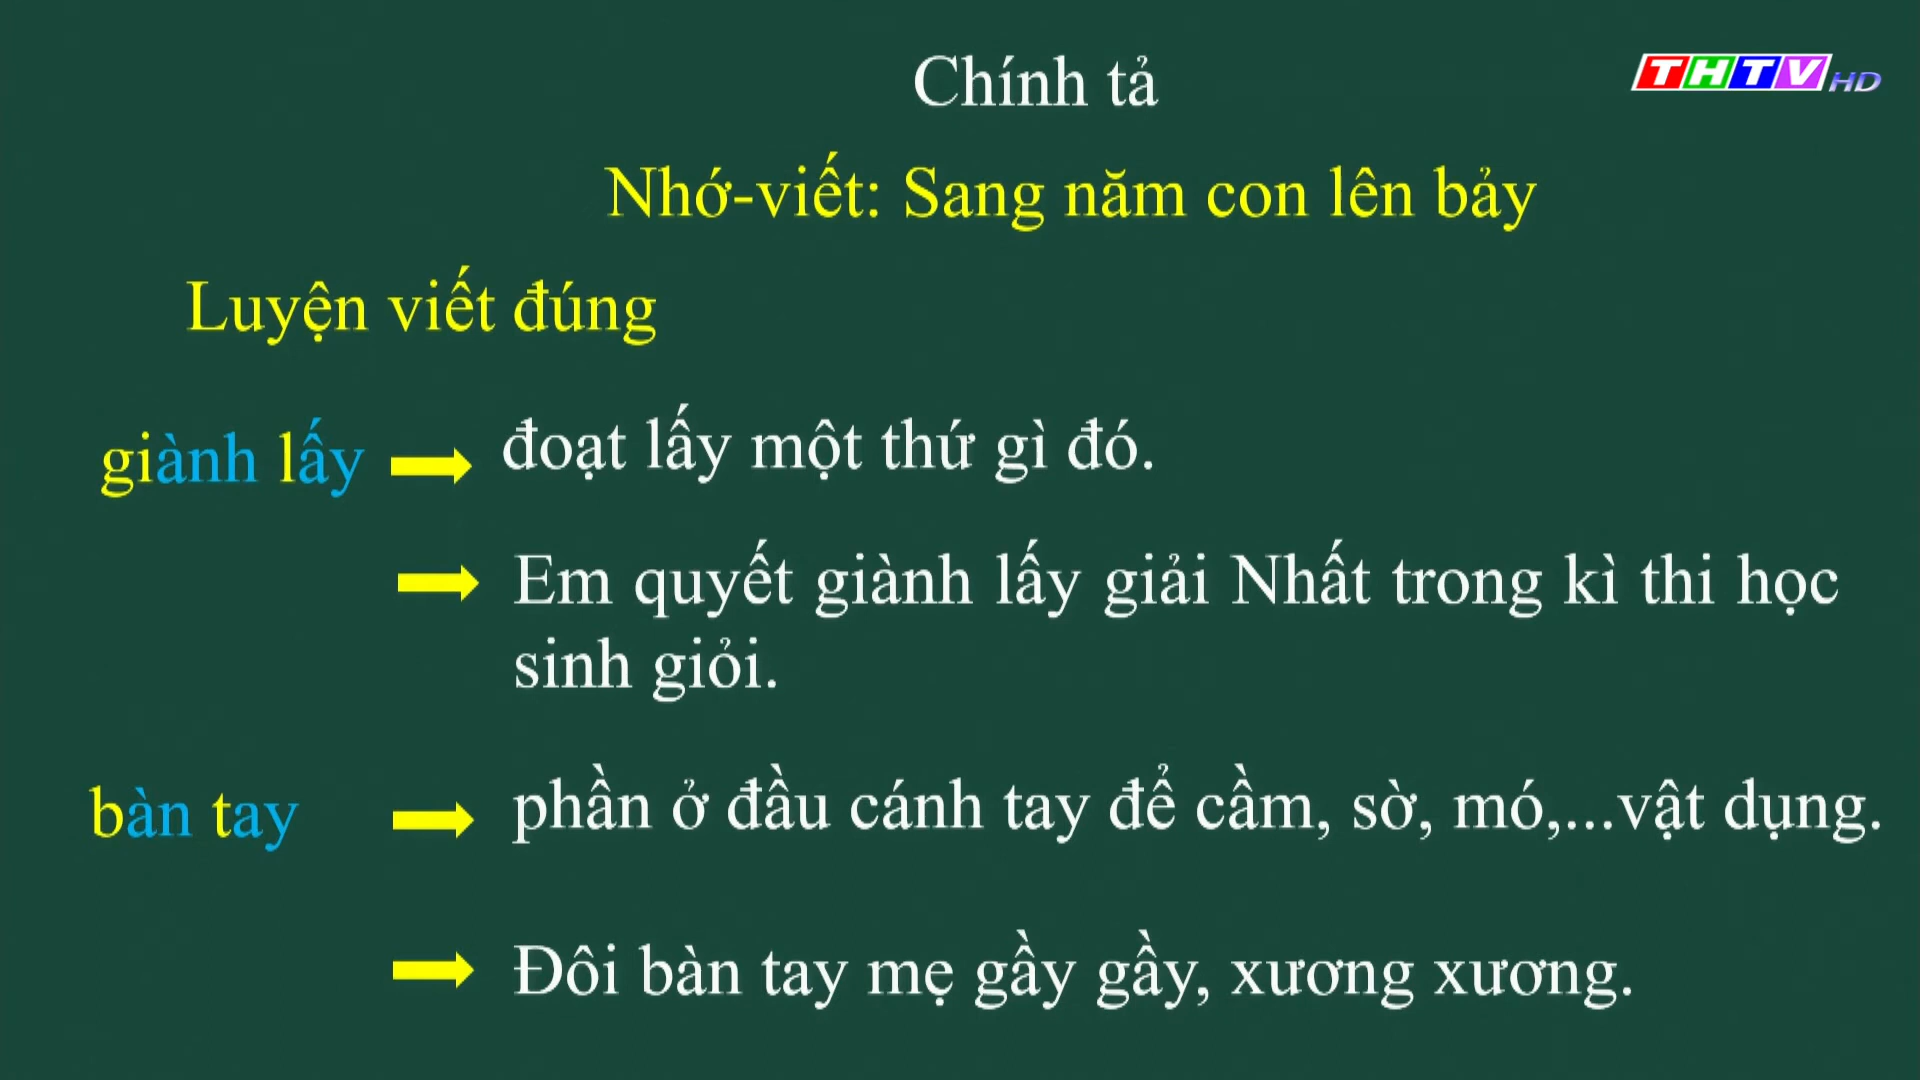 Chính tả
THTV HD
Nhớ-viết: Sang năm con lên bảy
Luyện viết đúng
giành lấy → đoạt lấy một thứ gì đó.
→ Em quyết giành lấy giải Nhất trong kì thi học
sinh giỏi.
bàn tay → phần ở đầu cánh tay để cầm, sờ, mó,...vật dụng.
→ Đôi bàn tay mẹ gầy gầy, xương xương.